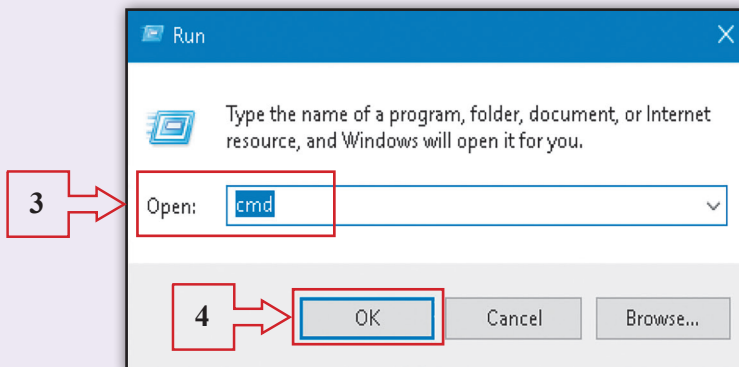 Run
Type the name of a program, folder, document, or Internet
resource, and Windows will open it for you.
3
Open: cmd
4
OK Cancel Browse...